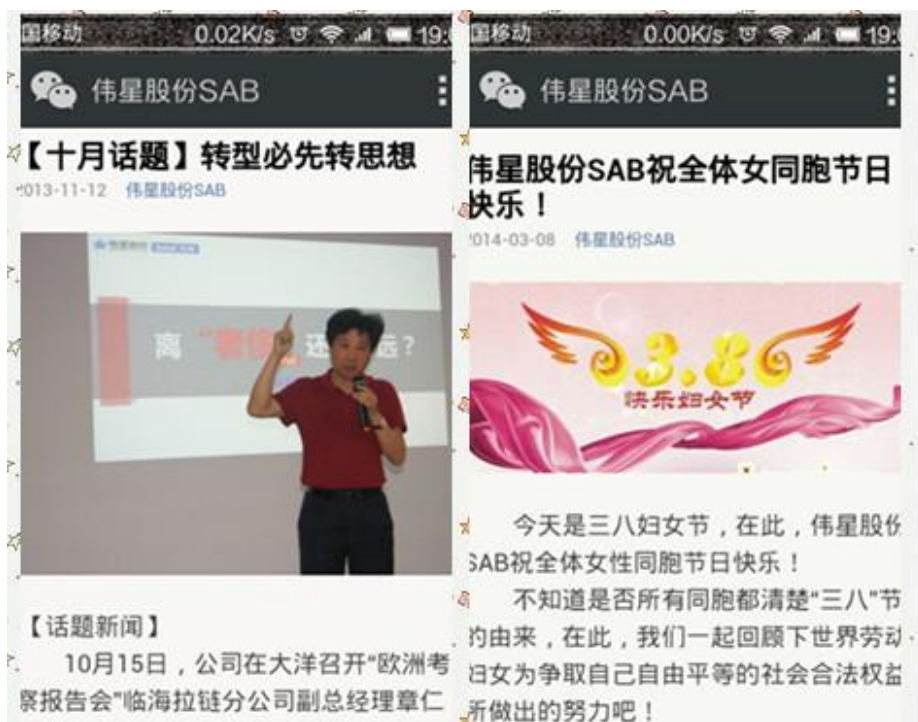 国移动 0.02K/s 19:0
伟星股份SAB
【十月话题】转型必先转思想
2013-11-12 伟星股份SAB
伟星股份
离 还 远？
【话题新闻】
10月15日，公司在大洋召开“欧洲考
察报告会”临海拉链分公司副总经理章仁
国移动 0.00K/s 19:
伟星股份SAB
伟星股份SAB祝全体女同胞节日
快乐！
2014-03-08 伟星股份SAB
3.8
快乐妇女节
今天是三八妇女节，在此，伟星股份
SAB祝全体女性同胞节日快乐！
不知道是否所有同胞都清楚“三八”节
的由来，在此，我们一起回顾下世界劳动
妇女为争取自己自由平等的社会合法权益
所做出的努力吧！